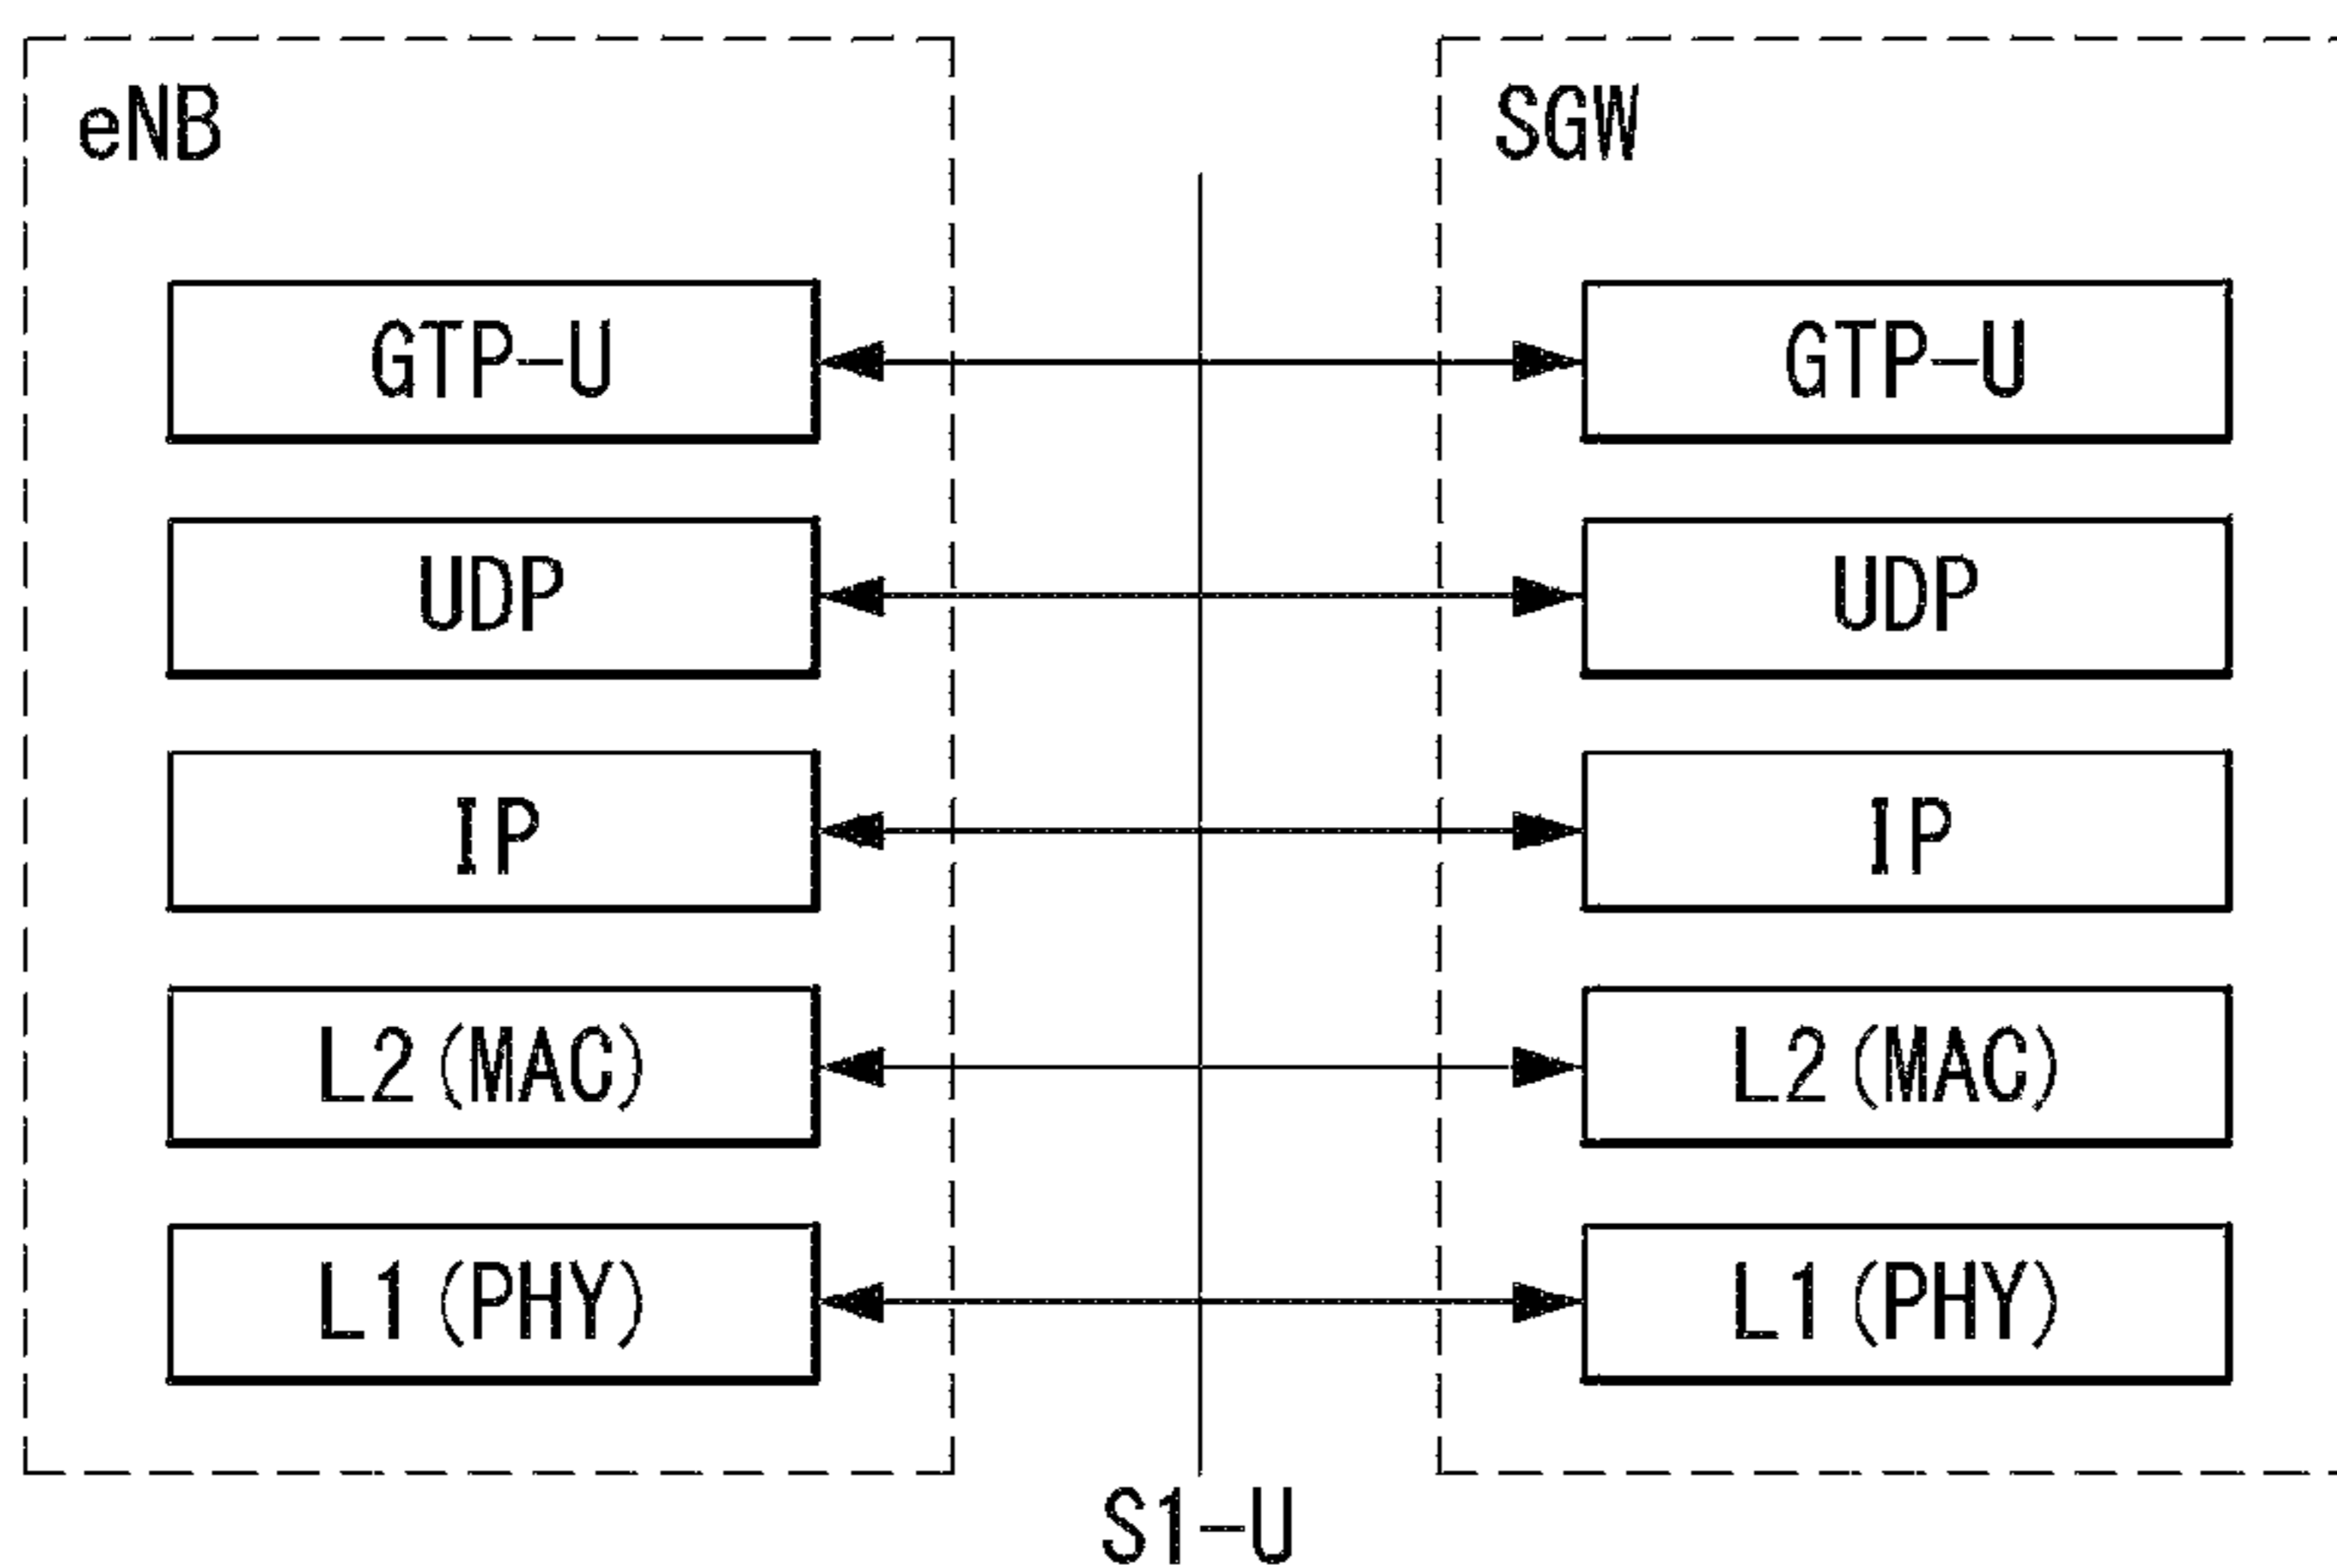 eNB
SGW
GTP-U
GTP-U
UDP
UDP
IP
IP
L2(MAC)
L2(MAC)
L1(PHY)
L1(PHY)
S1-U